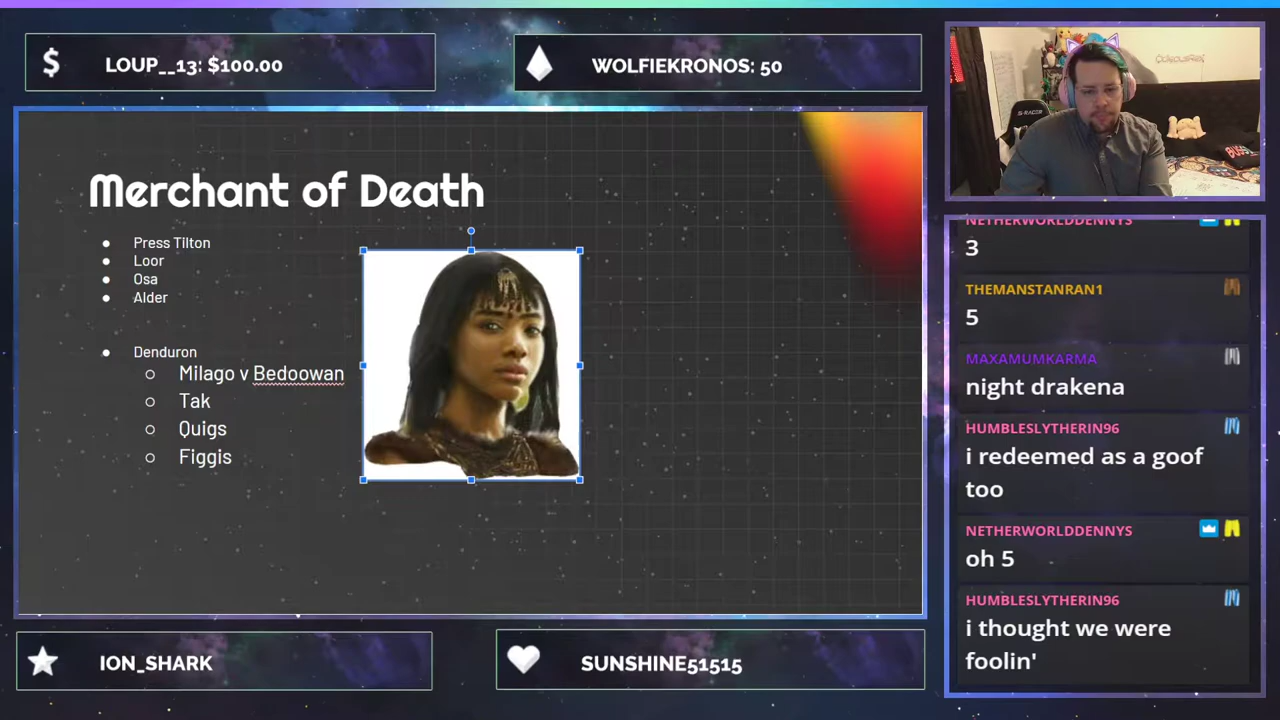 LOUP__13: $100.00
WOLFIEKRONOS: 50
Merchant of Death
Press Tilton
Loor
Osa
Alder
Denduron
Milago v Bedoowan
Tak
Quigs
Figgis
NETHERWORLDDENNYS
3
THEMANSTANRAN1
5
MAXAMUMKARMA
night drakena
HUMBLESLYTHERIN96
i redeemed as a goof
too
NETHERWORLDDENNYS
oh 5
HUMBLESLYTHERIN96
i thought we were
foolin'
ION_SHARK
SUNSHINE51515